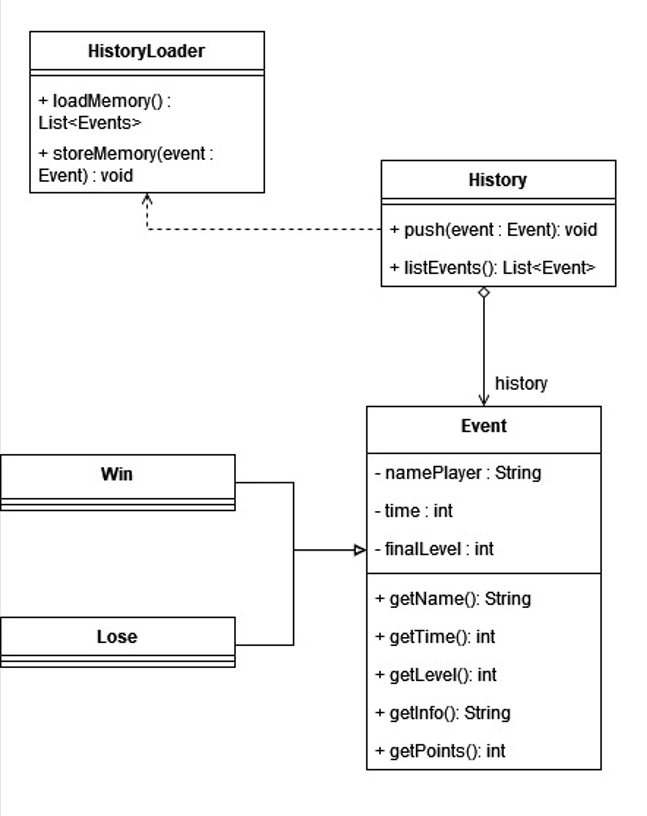 HistoryLoader
+ loadMemory() :
List<Events>
+ storeMemory(event :
Event) : void
History
+ push(event : Event): void
+ listEvents(): List<Event>
history
Event
- namePlayer : String
- time : int
- finalLevel : int
+ getName(): String
+ getTime(): int
+ getLevel(): int
+ getInfo(): String
+ getPoints(): int
Win
Lose